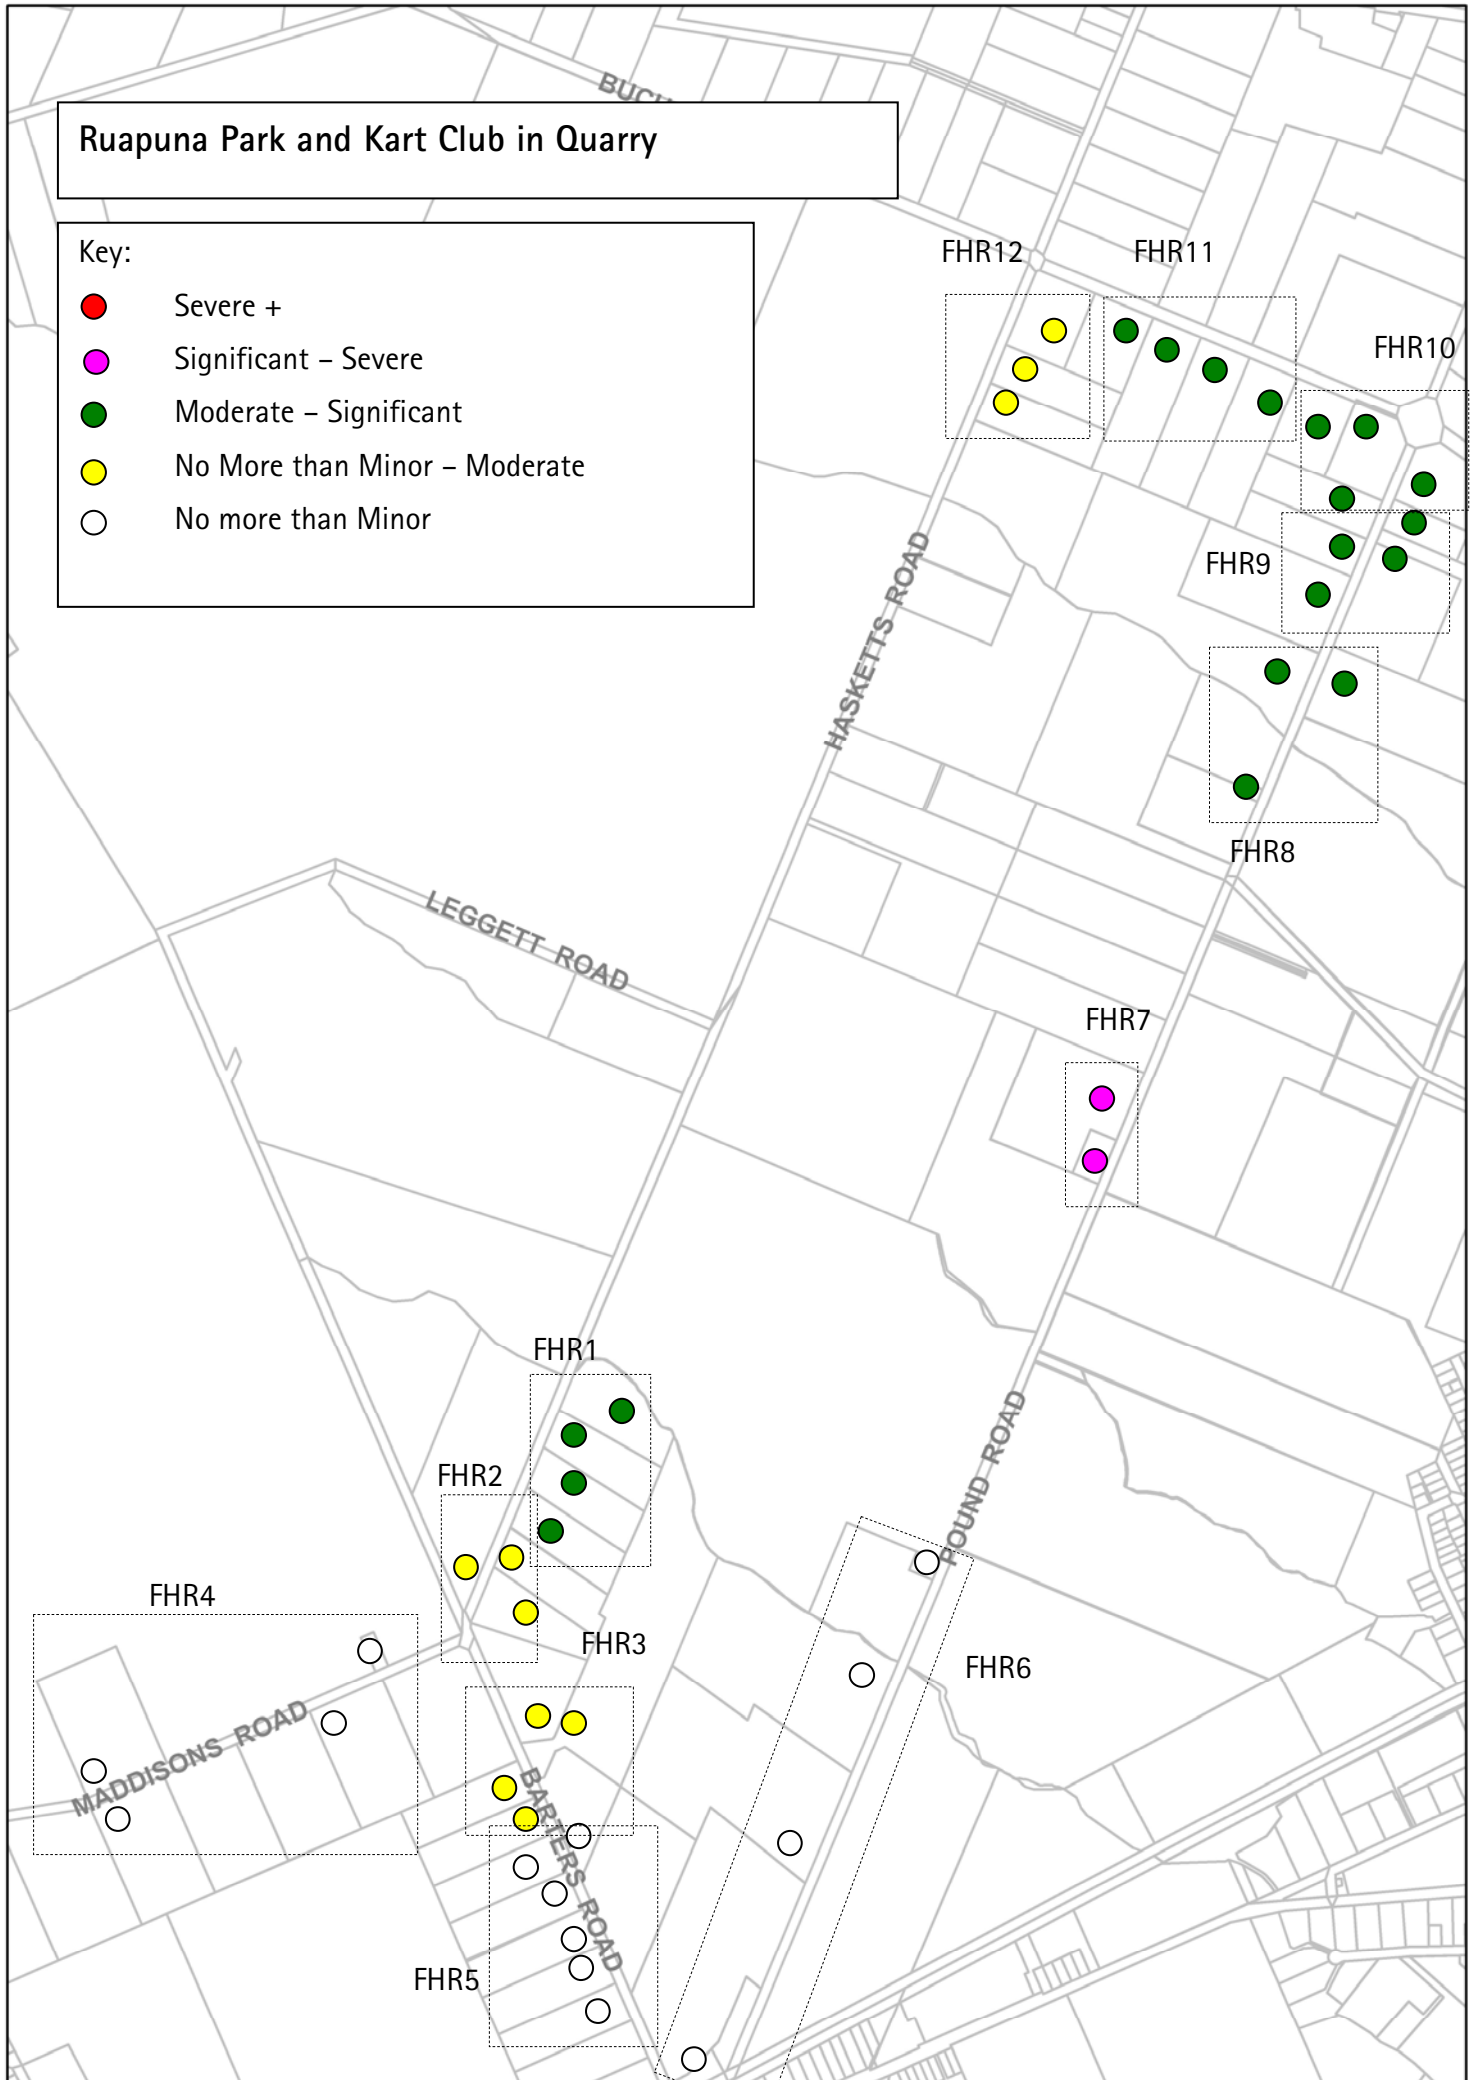 BUCH
Ruapuna Park and Kart Club in Quarry
Key:
Severe +
Significant – Severe
Moderate – Significant
No More than Minor – Moderate
No more than Minor
FHR12
FHR11
FHR10
HASKETTS ROAD
FHR9
FHR8
LEGGETT ROAD
FHR7
FHR1
POUND ROAD
FHR2
FHR4
FHR3
FHR6
MADDISONS ROAD
BARTERS ROAD
FHR5